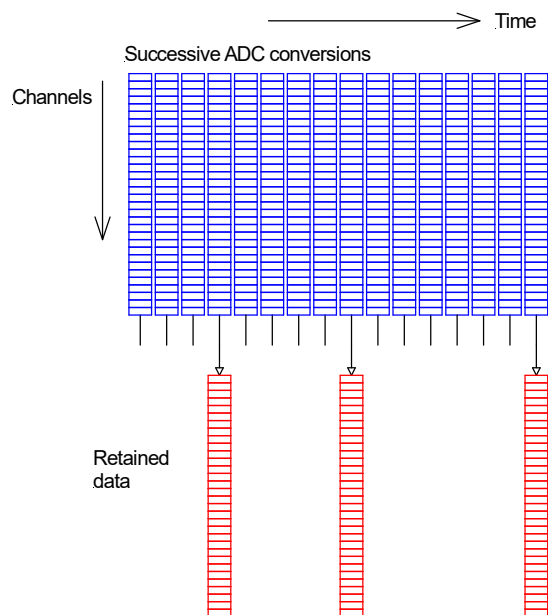 Time
Successive ADC conversions
Channels
Retained
data